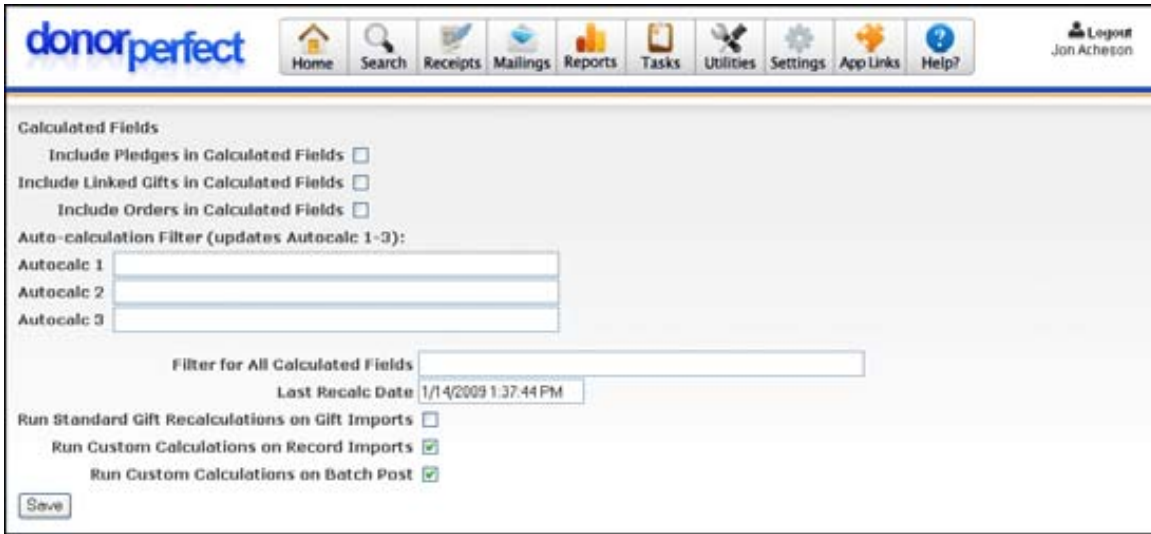 donorperfect
Home Search Receipts Mailings Reports Tasks Utilities Settings App Links Help?
Logout
Jon Acheson
Calculated Fields
Include Pledges in Calculated Fields
Include Linked Gifts in Calculated Fields
Include Orders in Calculated Fields
Auto-calculation Filter (updates Autocalc 1-3):
Autocalc 1
Autocalc 2
Autocalc 3
Filter for All Calculated Fields
Last Recalc Date 1/14/2009 1:37:44 PM
Run Standard Gift Recalculations on Gift Imports
Run Custom Calculations on Record Imports
Run Custom Calculations on Batch Post
Save